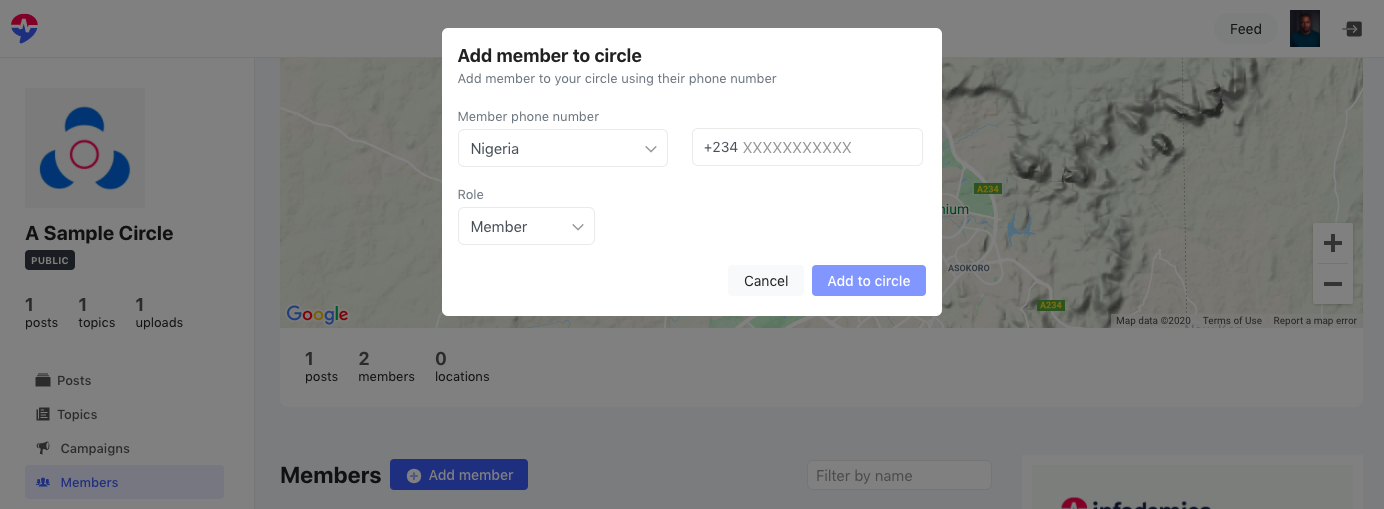 Feed
Add member to circle
Add member to your circle using their phone number
Member phone number
Nigeria
+234 XXXXXXXXXXX
Role
Member
Cancel
Add to circle
A Sample Circle
PUBLIC
1 1 1
posts topics uploads
Posts
Topics
Campaigns
Members
A234
nium
ASOKORO
A234
Google
Map data ©2020 Terms of Use Report a map error
1 2 0
posts members locations
Members
Add member
Filter by name
infodemics